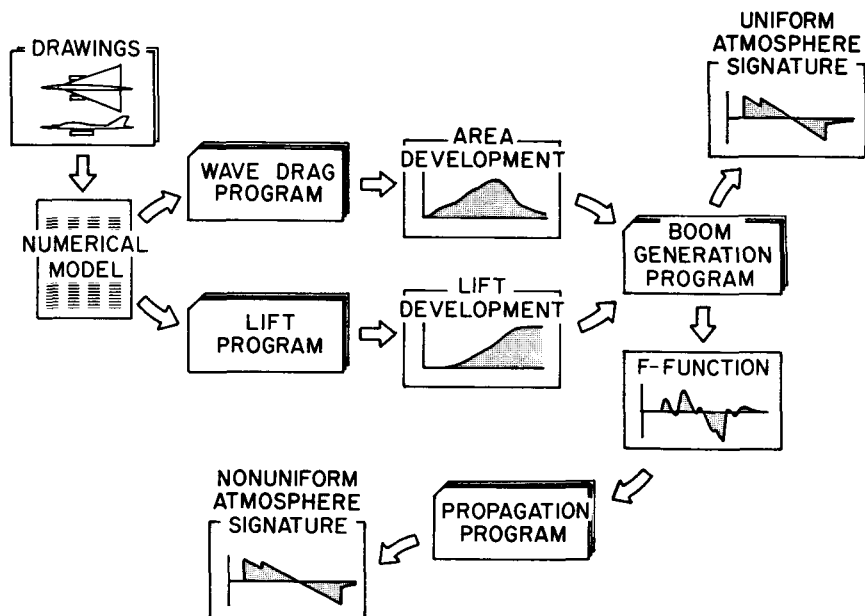 DRAWINGS
NUMERICAL
MODEL
WAVE DRAG
PROGRAM
LIFT
PROGRAM
AREA
DEVELOPMENT
LIFT
DEVELOPMENT
BOOM
GENERATION
PROGRAM
UNIFORM
ATMOSPHERE
SIGNATURE
F-FUNCTION
PROPAGATION
PROGRAM
NONUNIFORM
ATMOSPHERE
SIGNATURE